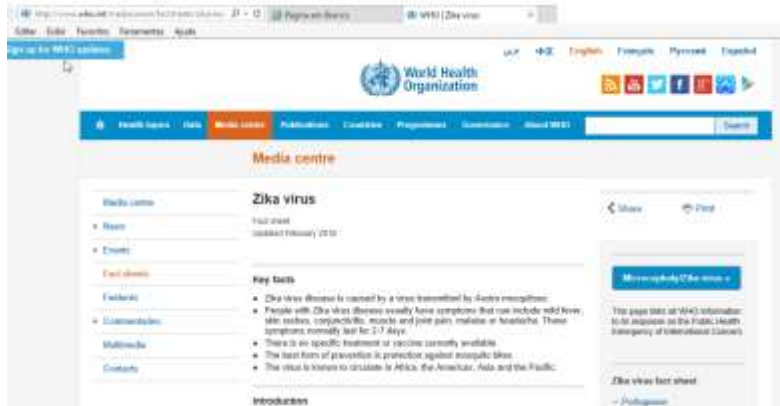 Página em Branco
WHO | Zika virus
Editar Exibir Favoritos Ferramentas Ajuda
Sign up for WHO updates
عربي 中文 English Français Русский Español
World Health
Organization
Health topics Data Media centre Publications Countries Programmes Governance About WHO
Search
Media centre
Zika virus
Fact sheet
Updated February 2016
Share Print
Media centre
News
Events
Fact sheets
Features
Commentaries
Multimedia
Contacts
Key facts
Zika virus disease is caused by a virus transmitted by Aedes mosquitoes.
People with Zika virus disease usually have symptoms that can include mild fever,
skin rashes, conjunctivitis, muscle and joint pain, malaise or headache. These
symptoms normally last for 2-7 days.
There is no specific treatment or vaccine currently available.
The best form of prevention is protection against mosquito bites.
The virus is known to circulate in Africa, the Americas, Asia and the Pacific.
Introduction
Microcephaly/Zika virus »
This page links all WHO information
to its response on the Public Health
Emergency of International Concern.
Zika virus fact sheet
– Portuguese